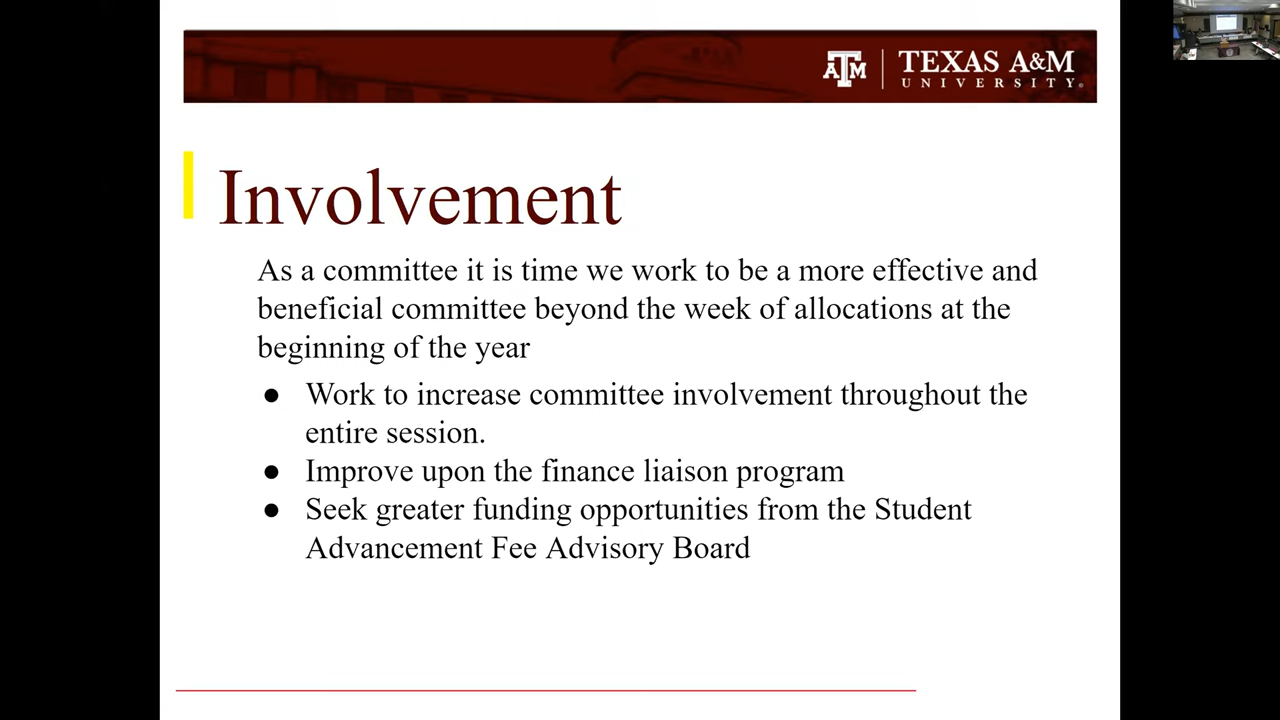 ATM TEXAS A&M
UNIVERSITY®
Involvement
As a committee it is time we work to be a more effective and
beneficial committee beyond the week of allocations at the
beginning of the year
● Work to increase committee involvement throughout the
entire session.
● Improve upon the finance liaison program
● Seek greater funding opportunities from the Student
Advancement Fee Advisory Board